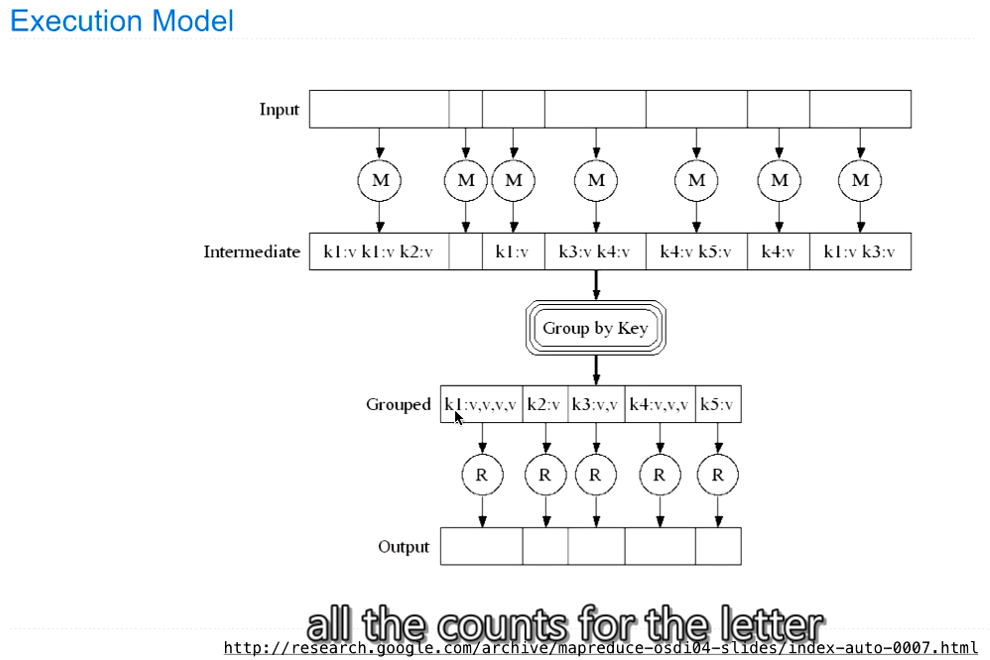 Execution Model
Input
M M M M M M M
Intermediate k1:v k1:v k2:v k1:v k3:v k4:v k4:v k5:v k4:v k1:v k3:v
Group by Key
Grouped k1:v,v,v,v k2:v k3:v,v k4:v,v,v k5:v
R R R R R
Output
all the counts for the letter
http://research.google.com/archive/mapreduce-osdi04-slides/index-auto-0007.html